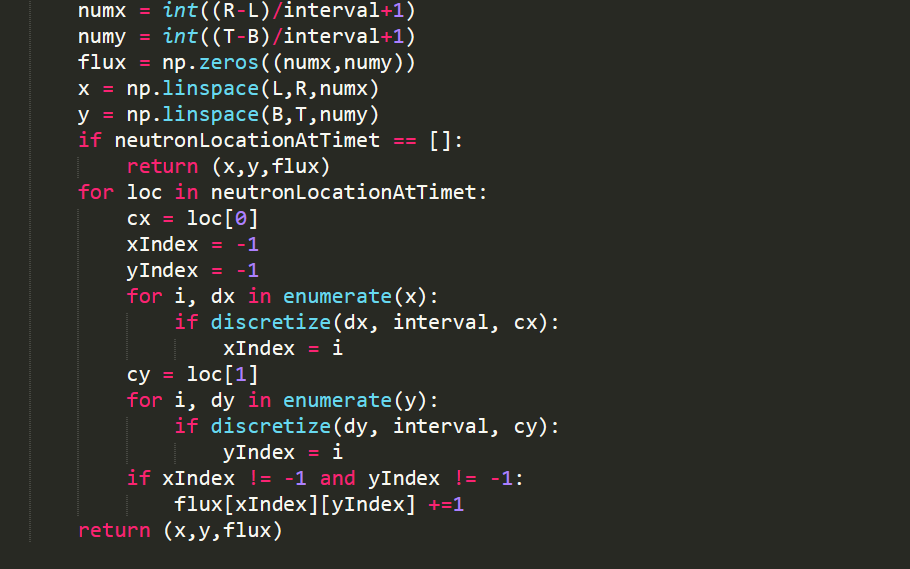 numx = int((R-L)/interval+1)
numy = int((T-B)/interval+1)
flux = np.zeros((numx,numy))
x = np.linspace(L,R,numx)
y = np.linspace(B,T,numy)
if neutronLocationAtTimet == []:
    return (x,y,flux)
for loc in neutronLocationAtTimet:
    cx = loc[0]
    xIndex = -1
    yIndex = -1
    for i, dx in enumerate(x):
        if discretize(dx, interval, cx):
            xIndex = i
    cy = loc[1]
    for i, dy in enumerate(y):
        if discretize(dy, interval, cy):
            yIndex = i
    if xIndex != -1 and yIndex != -1:
        flux[xIndex][yIndex] +=1
return (x,y,flux)